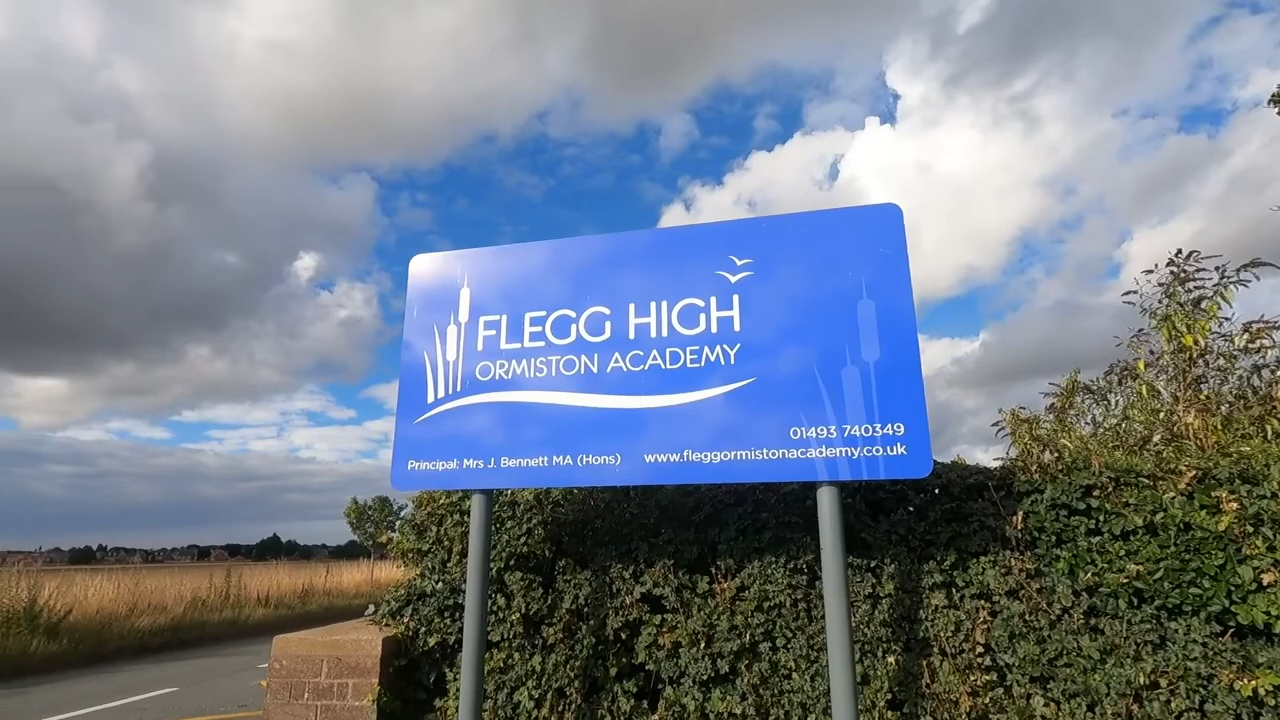 FLEGG HIGH
ORMISTON ACADEMY
01493 740349
Principal: Mrs J. Bennett MA (Hons)
www.fleggormistonacademy.co.uk